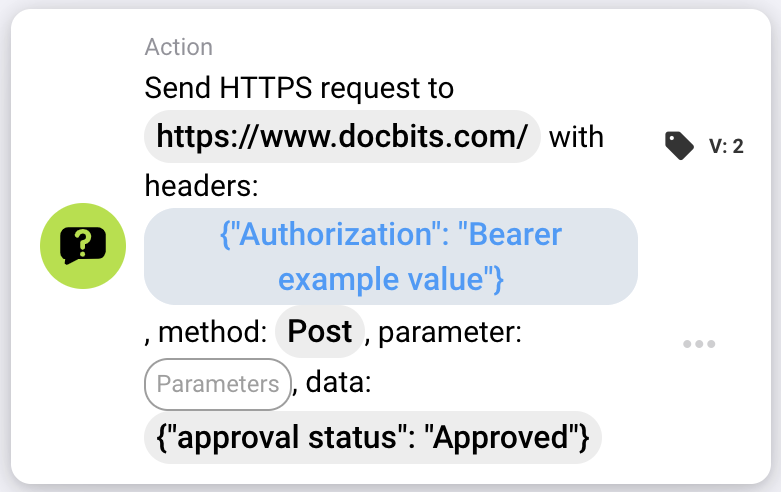 Action
Send HTTPS request to
https://www.docbits.com/ with
V: 2
headers:
{"Authorization": "Bearer
example value"}
, method: Post , parameter:
Parameters , data:
{"approval status": "Approved"}